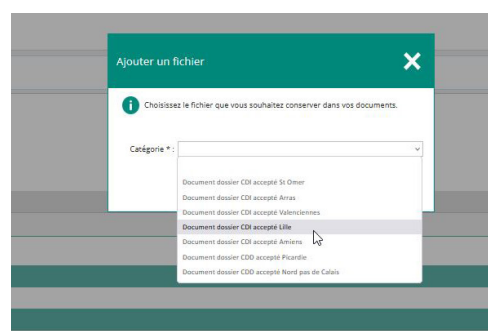 Ajouter un fichier
Choisissez le fichier que vous souhaitez conserver dans vos documents.
Catégorie * :
Document dossier CDI accepté St Omer
Document dossier CDI accepté Arras
Document dossier CDI accepté Valenciennes
Document dossier CDI accepté Lille
Document dossier CDI accepté Amiens
Document dossier CDD accepté Picardie
Document dossier CDD accepté Nord pas de Calais